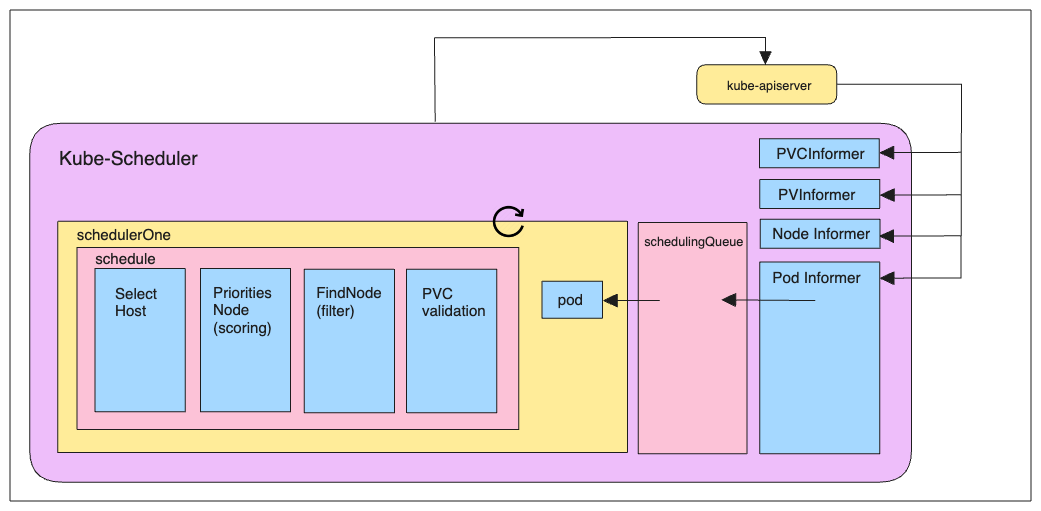 kube-apiserver
Kube-Scheduler
PVCInformer
PVInformer
Node Informer
Pod Informer
schedulingQueue
schedulerOne
schedule
Select
Host
Priorities
Node
(scoring)
FindNode
(filter)
PVC
validation
pod